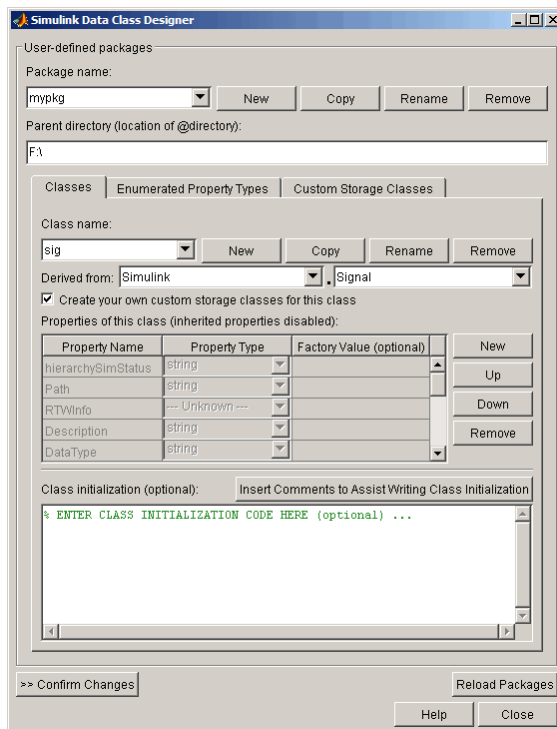 Simulink Data Class Designer
User-defined packages
Package name:
mypkg New Copy Rename Remove
Parent directory (location of @directory):
F:\
Classes Enumerated Property Types Custom Storage Classes
Class name:
sig New Copy Rename Remove
Derived from: Simulink . Signal
Create your own custom storage classes for this class
Properties of this class (inherited properties disabled):
Property Name Property Type Factory Value (optional) New
hierarchySimStatus string
Path string Up
RTWInfo --- Unknown --- Down
Description string Remove
DataType string
Class initialization (optional): Insert Comments to Assist Writing Class Initialization
% ENTER CLASS INITIALIZATION CODE HERE (optional) ...
>> Confirm Changes Reload Packages
Help Close